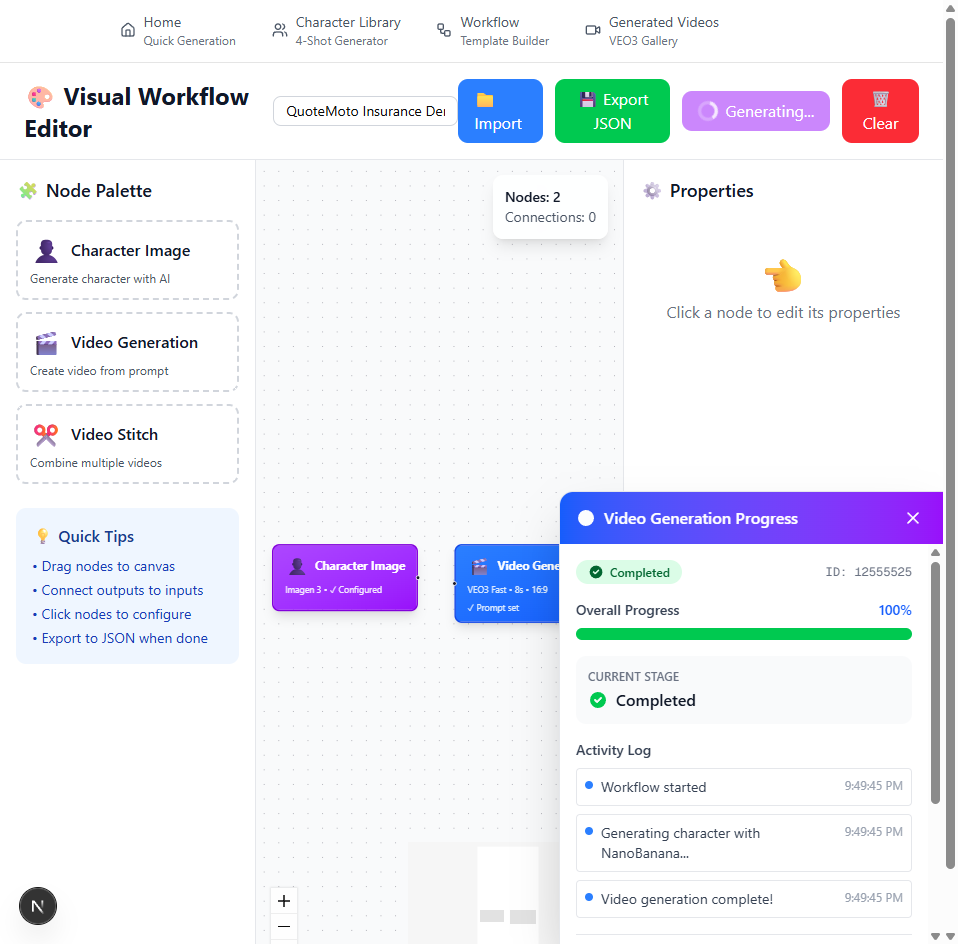 Home
Quick Generation
Character Library
4-Shot Generator
Workflow
Template Builder
Generated Videos
VEO3 Gallery
Visual Workflow
Editor
QuoteMoto Insurance
Import
Export
JSON
Generating...
Clear
Node Palette
Character Image
Generate character with AI
Video Generation
Create video from prompt
Video Stitch
Combine multiple videos
Quick Tips
• Drag nodes to canvas
• Connect outputs to inputs
• Click nodes to configure
• Export to JSON when done
Nodes: 2
Connections: 0
Character Image
Imagen 3 • ✓ Configured
Video Gene
VEO3 Fast • 8s • 16:9
✓ Prompt set
Properties
Click a node to edit its properties
Video Generation Progress
Completed
ID: 12555525
Overall Progress
100%
CURRENT STAGE
Completed
Activity Log
Workflow started
9:49:45 PM
Generating character with
NanoBanana...
9:49:45 PM
Video generation complete!
9:49:45 PM
N